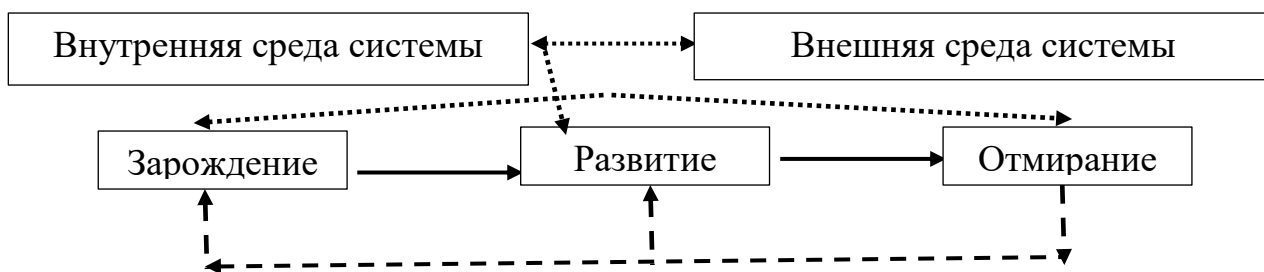 Внутренняя среда системы
Внешняя среда системы
Зарождение
Развитие
Отмирание